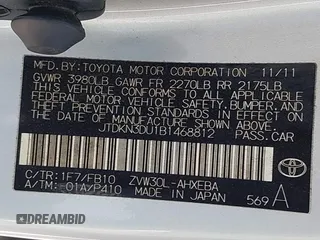 MFD.BY:TOYOTA MOTOR CORPORATION 11/11
GVWR 3980LB GAWR FR 2270LB RR 2175LB
THIS VEHICLE CONFORMS TO ALL APPLICABLE
FEDERAL MOTOR VEHICLE SAFETY, BUMPER, AND
THEFT PREVENTION STANDARDS IN EFFECT ON
THE DATE OF MANUFACTURE SHOWN ABOVE.
JTDKN3DU1B1468812
PASS. CAR
C/TR:1F7/FB10 ZVW30L-AHXEBA
A/TM: -01A/P410 MADE IN JAPAN
TOYOTA
569 A
DREAMBID